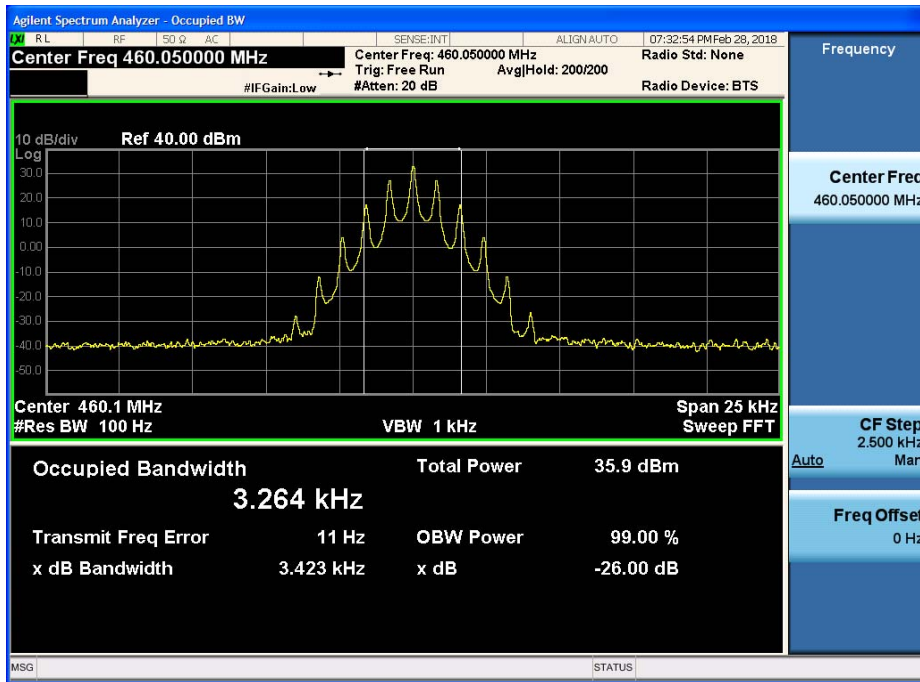 Agilent Spectrum Analyzer - Occupied BW
LXI RL RF 50 Ω AC SENSE:INT ALIGN AUTO 07:32:54 PM Feb 28, 2018
Center Freq 460.050000 MHz Center Freq: 460.050000 MHz Radio Std: None
Trig: Free Run Avg|Hold: 200/200
#IFGain:Low #Atten: 20 dB Radio Device: BTS
10 dB/div Ref 40.00 dBm
Log
30.0
20.0
10.0
0.00
-10.0
-20.0
-30.0
-40.0
-50.0
Center 460.1 MHz Span 25 kHz
#Res BW 100 Hz VBW 1 kHz Sweep FFT
Occupied Bandwidth Total Power 35.9 dBm
3.264 kHz
Transmit Freq Error 11 Hz OBW Power 99.00 %
x dB Bandwidth 3.423 kHz x dB -26.00 dB
MSG STATUS
Frequency
Center Freq
460.050000 MHz
CF Step
2.500 kHz
Auto Man
Freq Offset
0 Hz